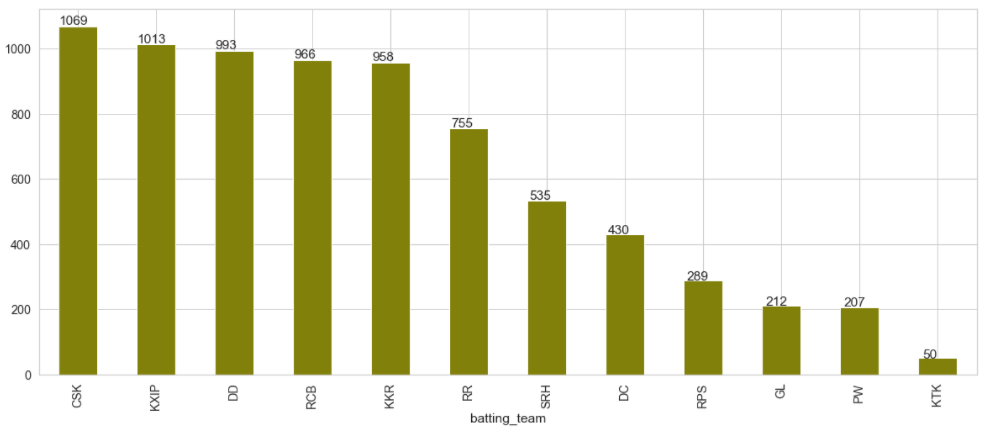 1069
1013
993
966
958
755
535
430
289
212
207
50
1000
800
600
400
200
0
CSK
KXIP
DD
RCB
KKR
RR
SRH
DC
RPS
GL
PW
KTK
batting_team